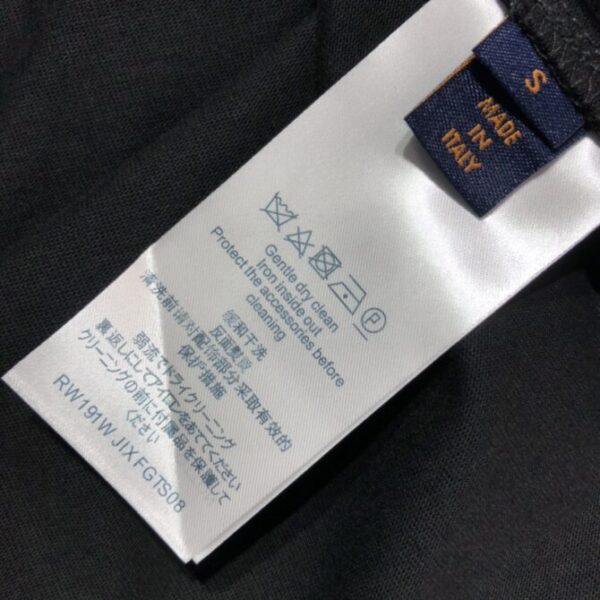 S
MADE
IN
ITALY
P
Gentle dry clean
Iron inside out
Protect the accessories before
cleaning
缓和干洗
反面熨烫
清洗前请对配饰部分采取有效的
保护措施
弱流でドライクリーニング
裏返しにしてアイロンをあててください
クリーニングの前に付属品を保護して
ください
RW191W JIX FGTS08